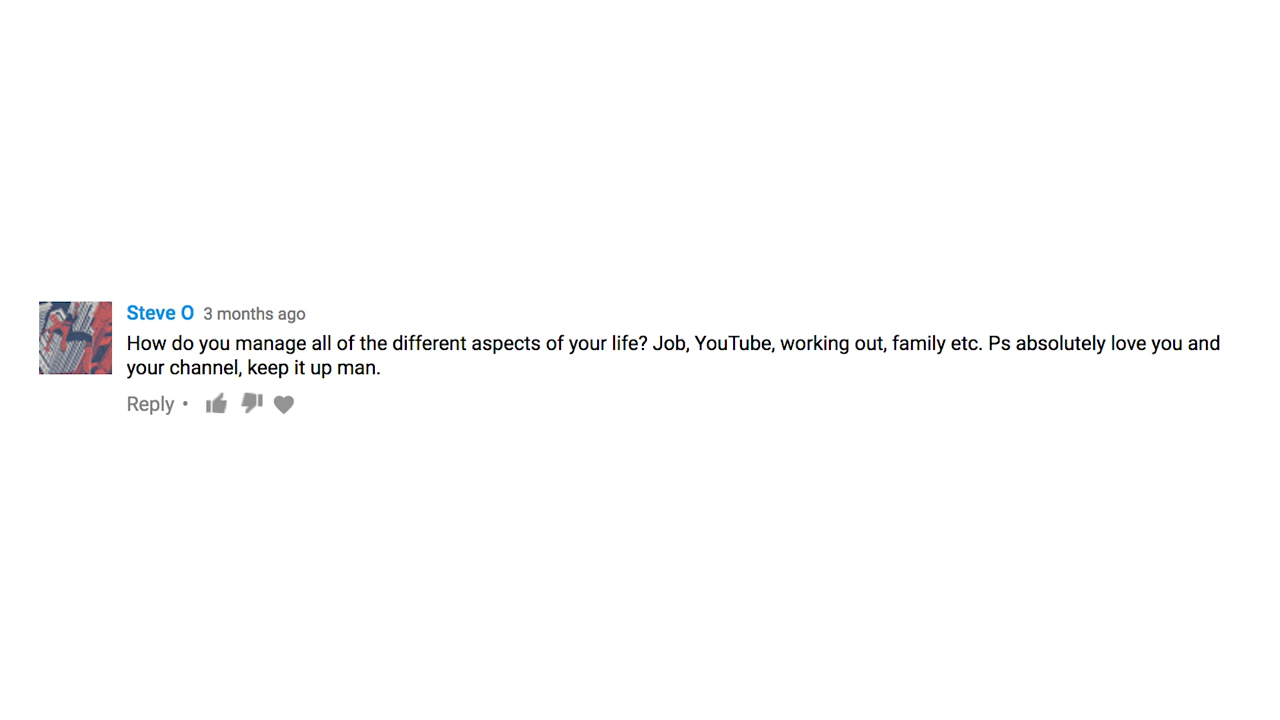 Steve O 3 months ago
How do you manage all of the different aspects of your life? Job, YouTube, working out, family etc. Ps absolutely love you and
your channel, keep it up man.
Reply •